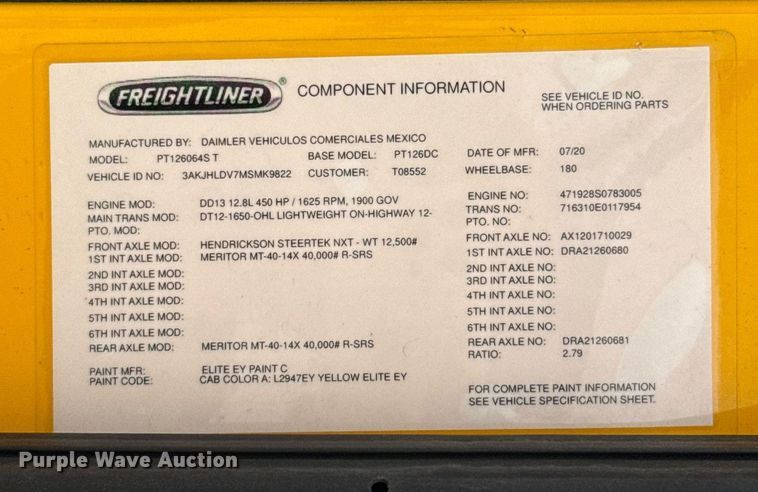 FREIGHTLINER ® COMPONENT INFORMATION
SEE VEHICLE ID NO.
WHEN ORDERING PARTS
MANUFACTURED BY: DAIMLER VEHICULOS COMERCIALES MEXICO
MODEL: PT126064S T BASE MODEL: PT126DC DATE OF MFR: 07/20
VEHICLE ID NO: 3AKJHLDV7MSMK9822 CUSTOMER: T08552 WHEELBASE: 180
ENGINE MOD: DD13 12.8L 450 HP / 1625 RPM, 1900 GOV ENGINE NO: 471928S0783005
MAIN TRANS MOD: DT12-1650-OHL LIGHTWEIGHT ON-HIGHWAY 12- TRANS NO: 716310E0117954
PTO. MOD: PTO. NO:
FRONT AXLE MOD: HENDRICKSON STEERTEK NXT - WT 12,500# FRONT AXLE NO: AX1201710029
1ST INT AXLE MOD: MERITOR MT-40-14X 40,000# R-SRS 1ST INT AXLE NO: DRA21260680
2ND INT AXLE MOD: 2ND INT AXLE NO:
3RD INT AXLE MOD: 3RD INT AXLE NO:
4TH INT AXLE MOD: 4TH INT AXLE NO:
5TH INT AXLE MOD: 5TH INT AXLE NO:
6TH INT AXLE MOD: 6TH INT AXLE NO:
REAR AXLE MOD: MERITOR MT-40-14X 40,000# R-SRS REAR AXLE NO: DRA21260681
RATIO: 2.79
PAINT MFR: ELITE EY PAINT C
PAINT CODE: CAB COLOR A: L2947EY YELLOW ELITE EY
FOR COMPLETE PAINT INFORMATION
SEE VEHICLE SPECIFICATION SHEET.
Purple Wave Auction